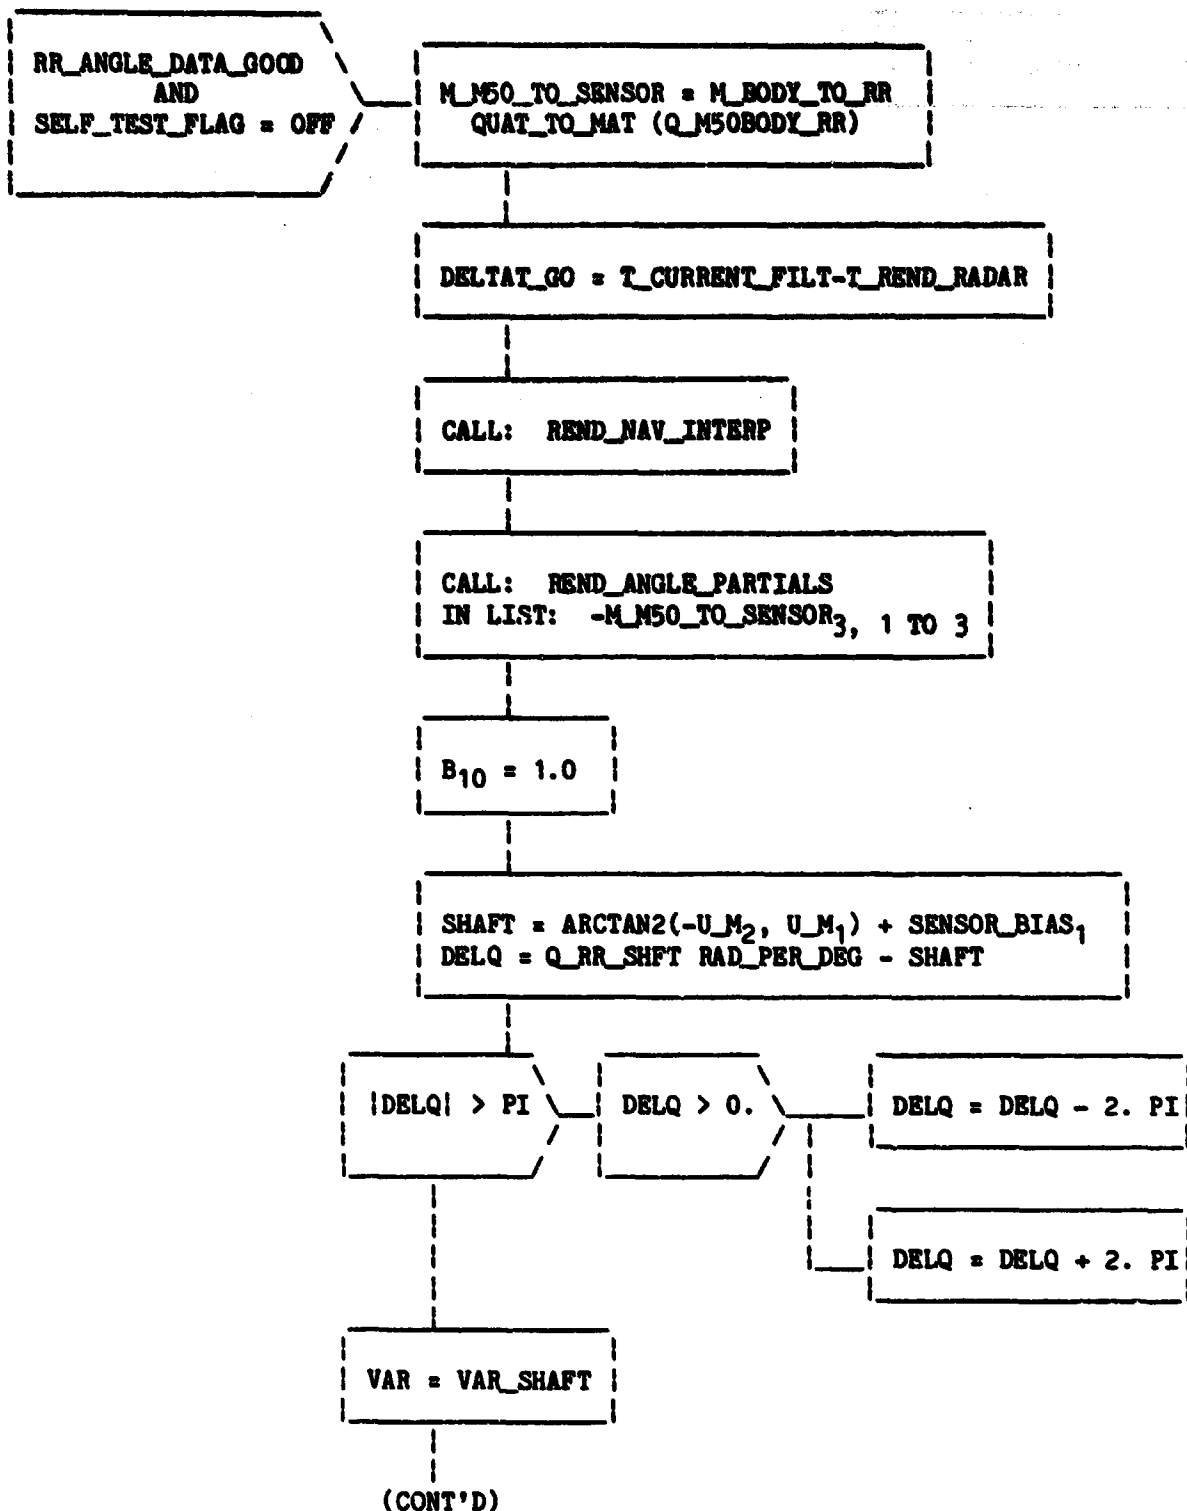 RR_ANGLE_DATA_GOOD
AND
SELF_TEST_FLAG = OFF
M_M50_TO_SENSOR = M_BODY_TO_RR
QUAT_TO_MAT (Q_M50BODY_RR)
DELTAT_GO = T_CURRENT_FILT-T_REND_RADAR
CALL: REND_NAV_INTERP
CALL: REND_ANGLE_PARTIALS
IN LIST: -M_M50_TO_SENSOR3, 1 TO 3
B10 = 1.0
SHAFT = ARCTAN2(-U_M2, U_M1) + SENSOR_BIAS1
DELQ = Q_RR_SHFT RAD_PER_DEG - SHAFT
|DELQ| > PI
DELQ > 0.
DELQ = DELQ - 2. PI
DELQ = DELQ + 2. PI
VAR = VAR_SHAFT
(CONT'D)